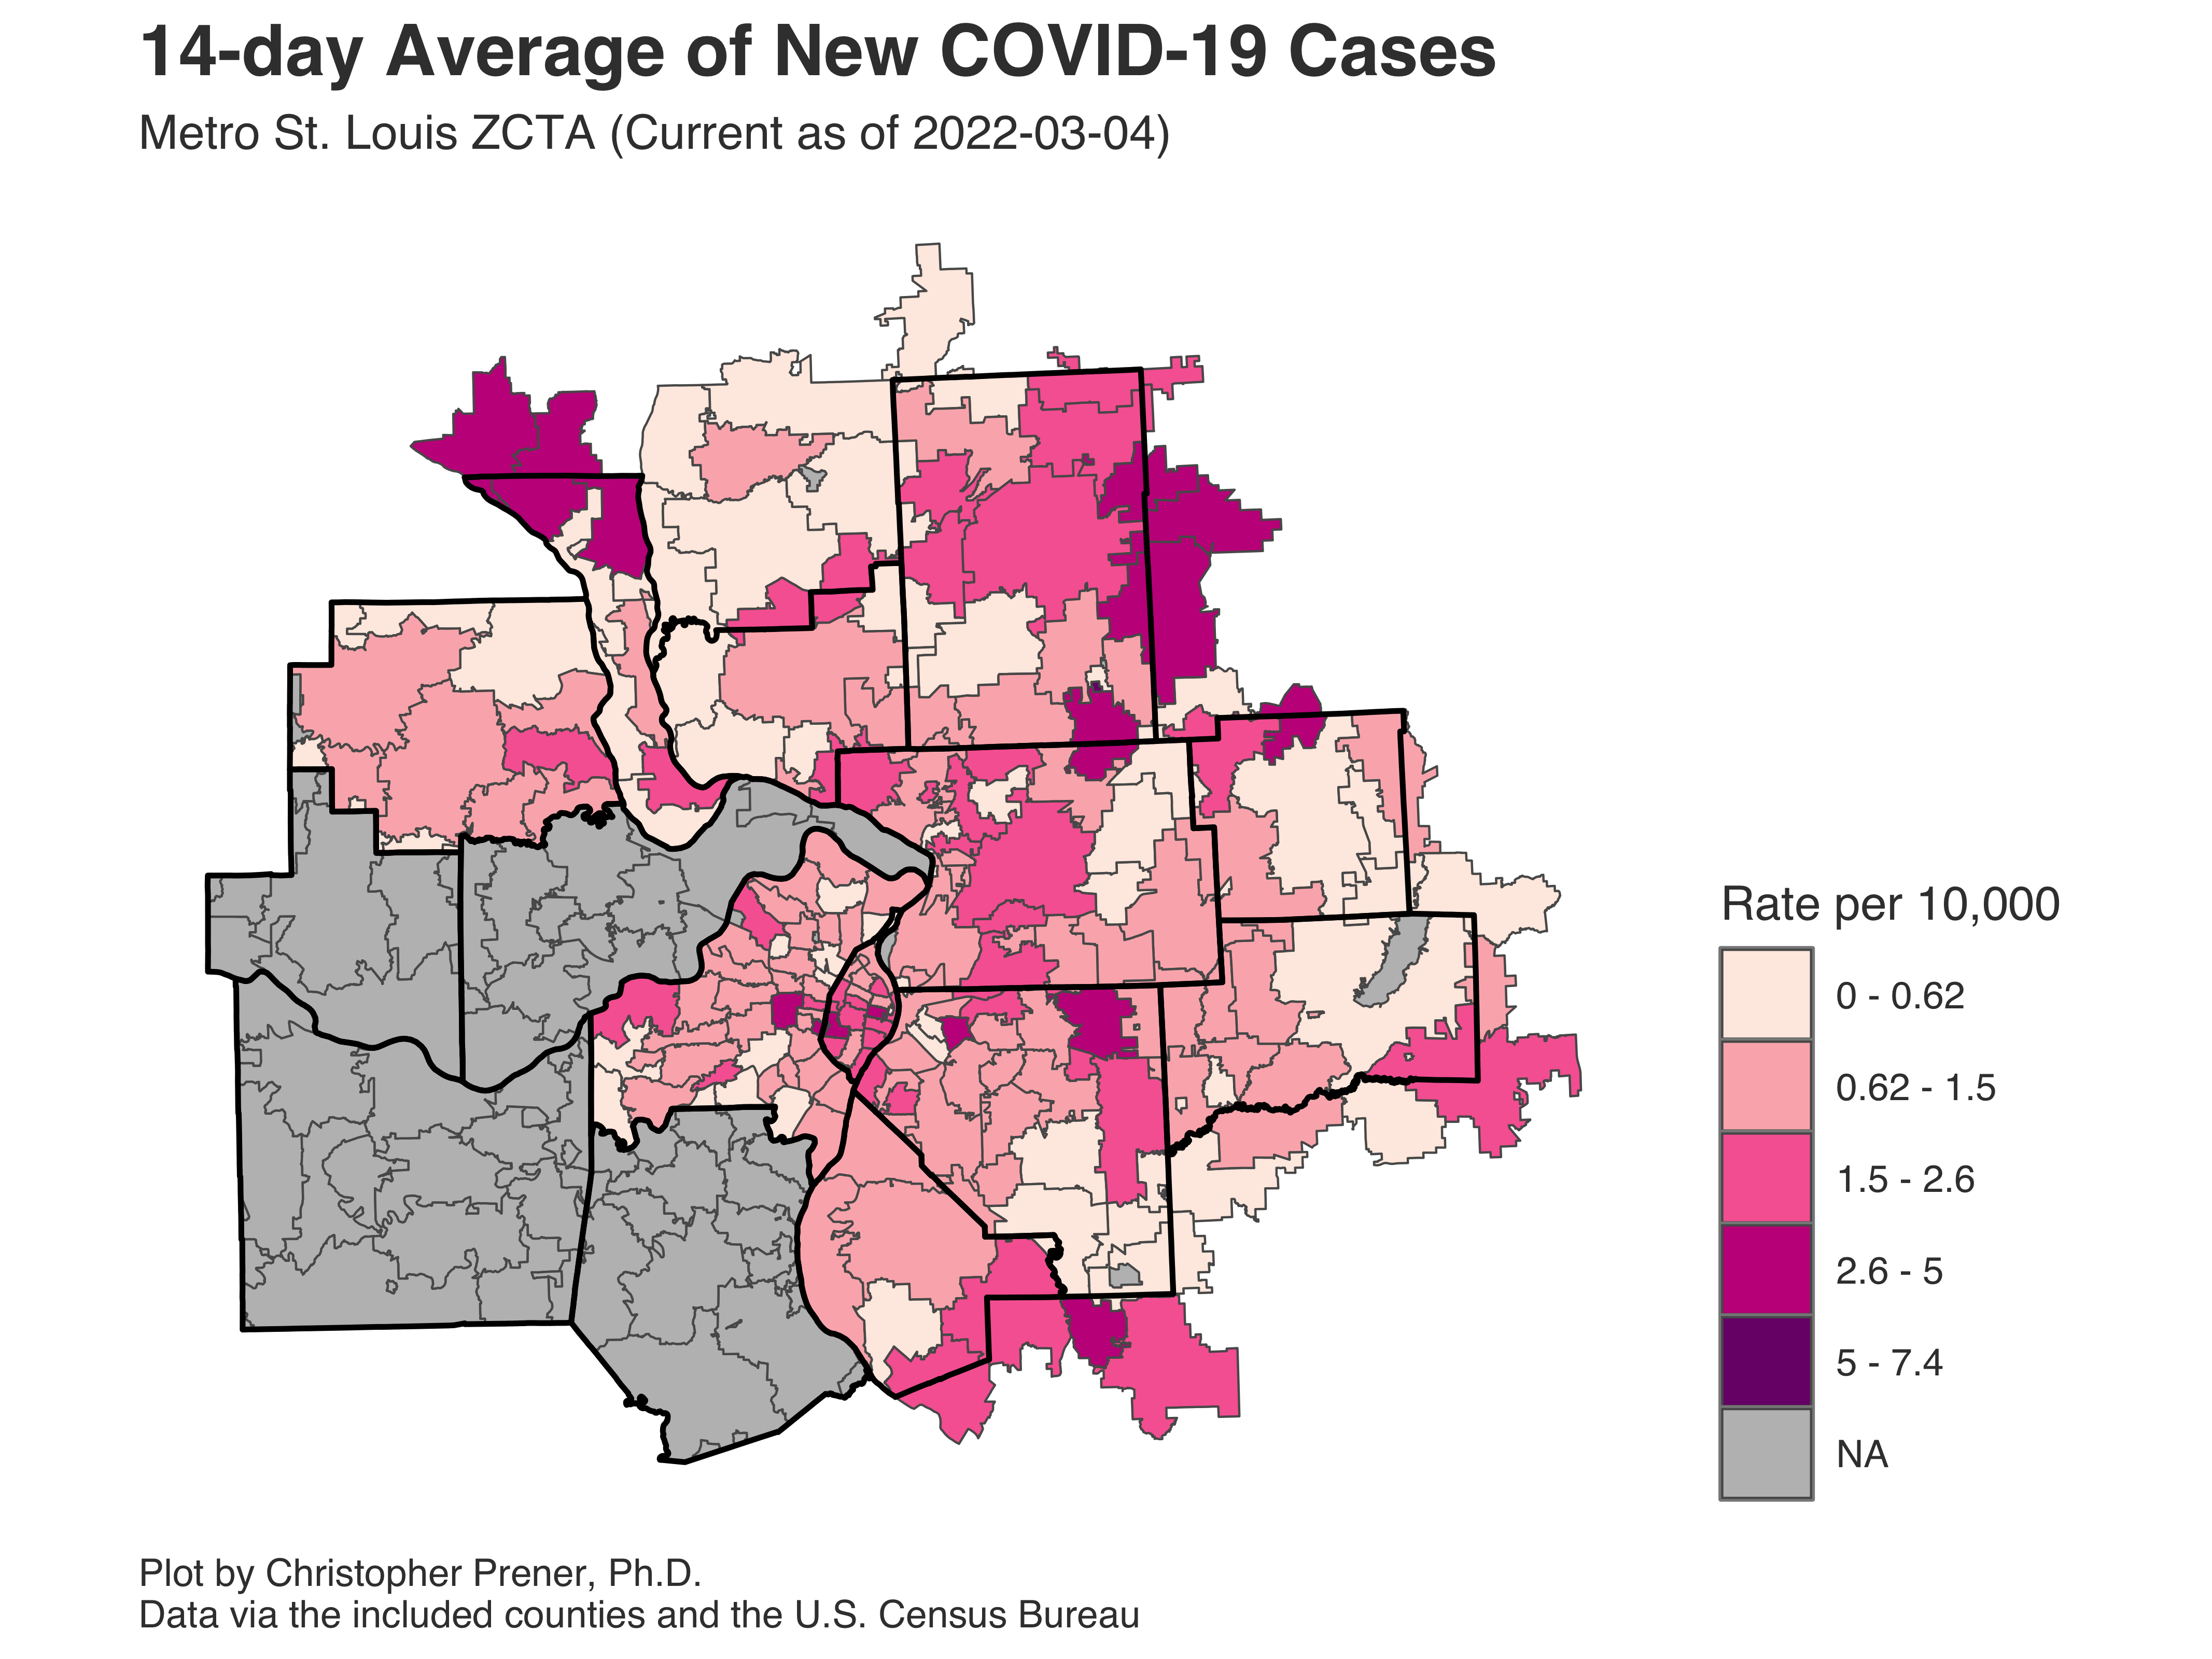 14-day Average of New COVID-19 Cases
Metro St. Louis ZCTA (Current as of 2022-03-04)
Rate per 10,000
0 - 0.62
0.62 - 1.5
1.5 - 2.6
2.6 - 5
5 - 7.4
NA
Plot by Christopher Prener, Ph.D.
Data via the included counties and the U.S. Census Bureau